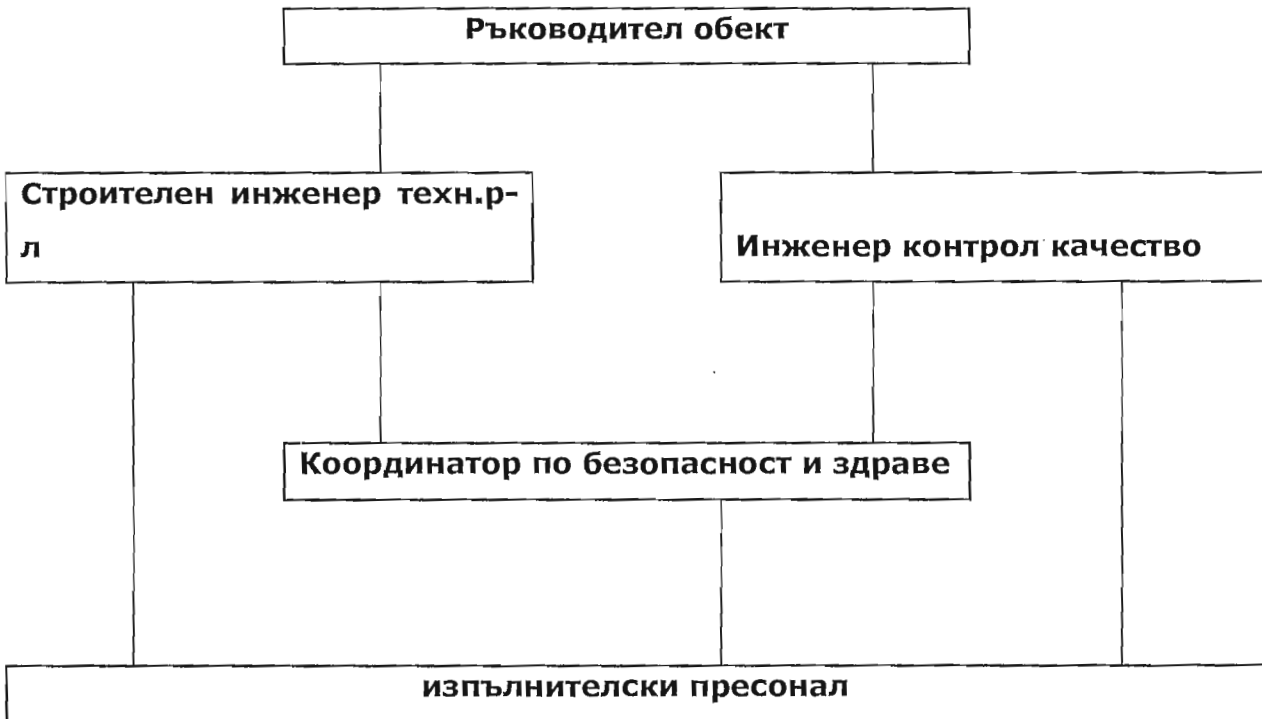 Ръководител обект
Строителен инженер техн.р-
л
Инженер контрол качество
Координатор по безопасност и здраве
изпълнителски пресонал